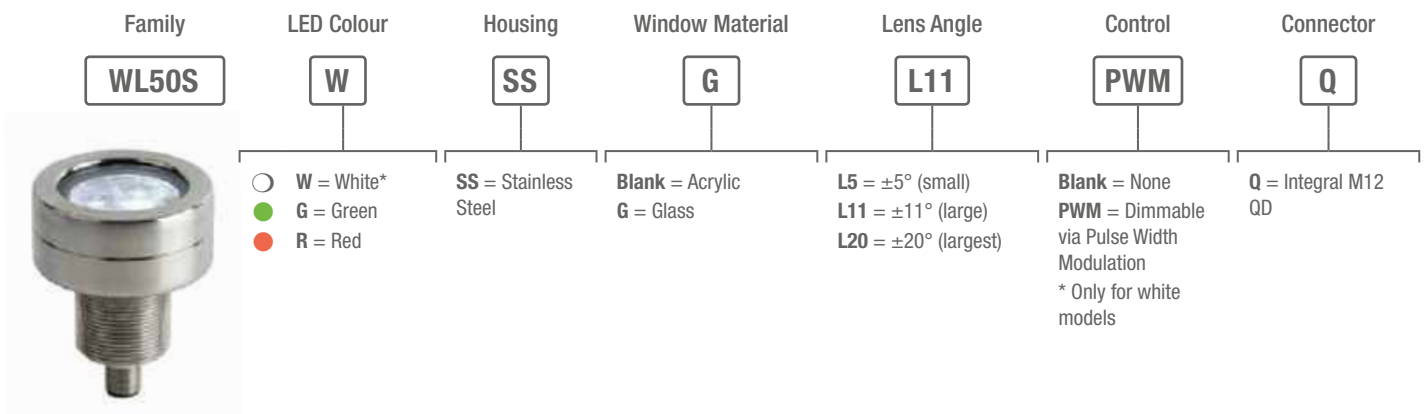 Family
LED Colour
Housing
Window Material
Lens Angle
Control
Connector
WL50S
W
SS
G
L11
PWM
Q
W = White*
G = Green
R = Red
SS = Stainless
Steel
Blank = Acrylic
G = Glass
L5 = ±5° (small)
L11 = ±11° (large)
L20 = ±20° (largest)
Blank = None
PWM = Dimmable
via Pulse Width
Modulation
* Only for white
models
Q = Integral M12
QD